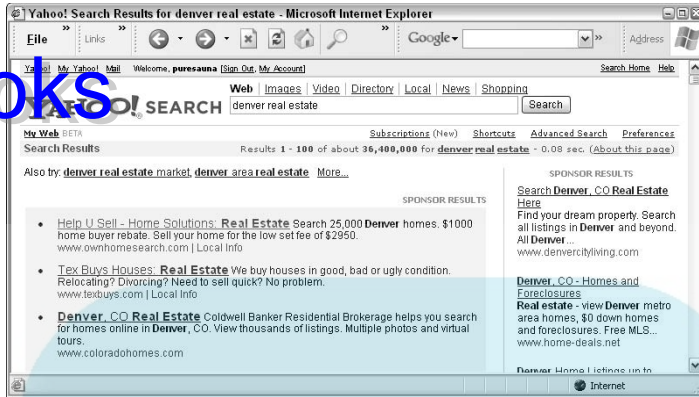 Yahoo! Search Results for denver real estate - Microsoft Internet Explorer
File » Links » » Google » Address
Yahoo! My Yahoo! Mail Welcome, puresauna [Sign Out, My Account] Search Home Help
oks
Web | Images | Video | Directory | Local | News | Shopping
YAHOO! SEARCH denver real estate Search
My Web BETA Subscriptions (New) Shortcuts Advanced Search Preferences
Search Results Results 1 - 100 of about 36,400,000 for denver real estate - 0.08 sec. (About this page)
Also try: denver real estate market, denver area real estate More...
SPONSOR RESULTS
• Help U Sell - Home Solutions: Real Estate Search 25,000 Denver homes. $1000
home buyer rebate. Sell your home for the low set fee of $2950.
www.ownhomesearch.com | Local Info
• Tex Buys Houses: Real Estate We buy houses in good, bad or ugly condition.
Relocating? Divorcing? Need to sell quick? No problem.
www.texbuys.com | Local Info
• Denver, CO Real Estate Coldwell Banker Residential Brokerage helps you search
for homes online in Denver, CO. View thousands of listings. Multiple photos and virtual
tours.
www.coloradohomes.com
SPONSOR RESULTS
Search Denver, CO Real Estate
Here
Find your dream property. Search
all listings in Denver and beyond.
All Denver...
www.denvercityliving.com
Denver, CO - Homes and
Foreclosures
Real estate - view Denver metro
area homes, $0 down homes
and foreclosures. Free MLS...
www.home-deals.net
Denver Home Listings up to
Internet